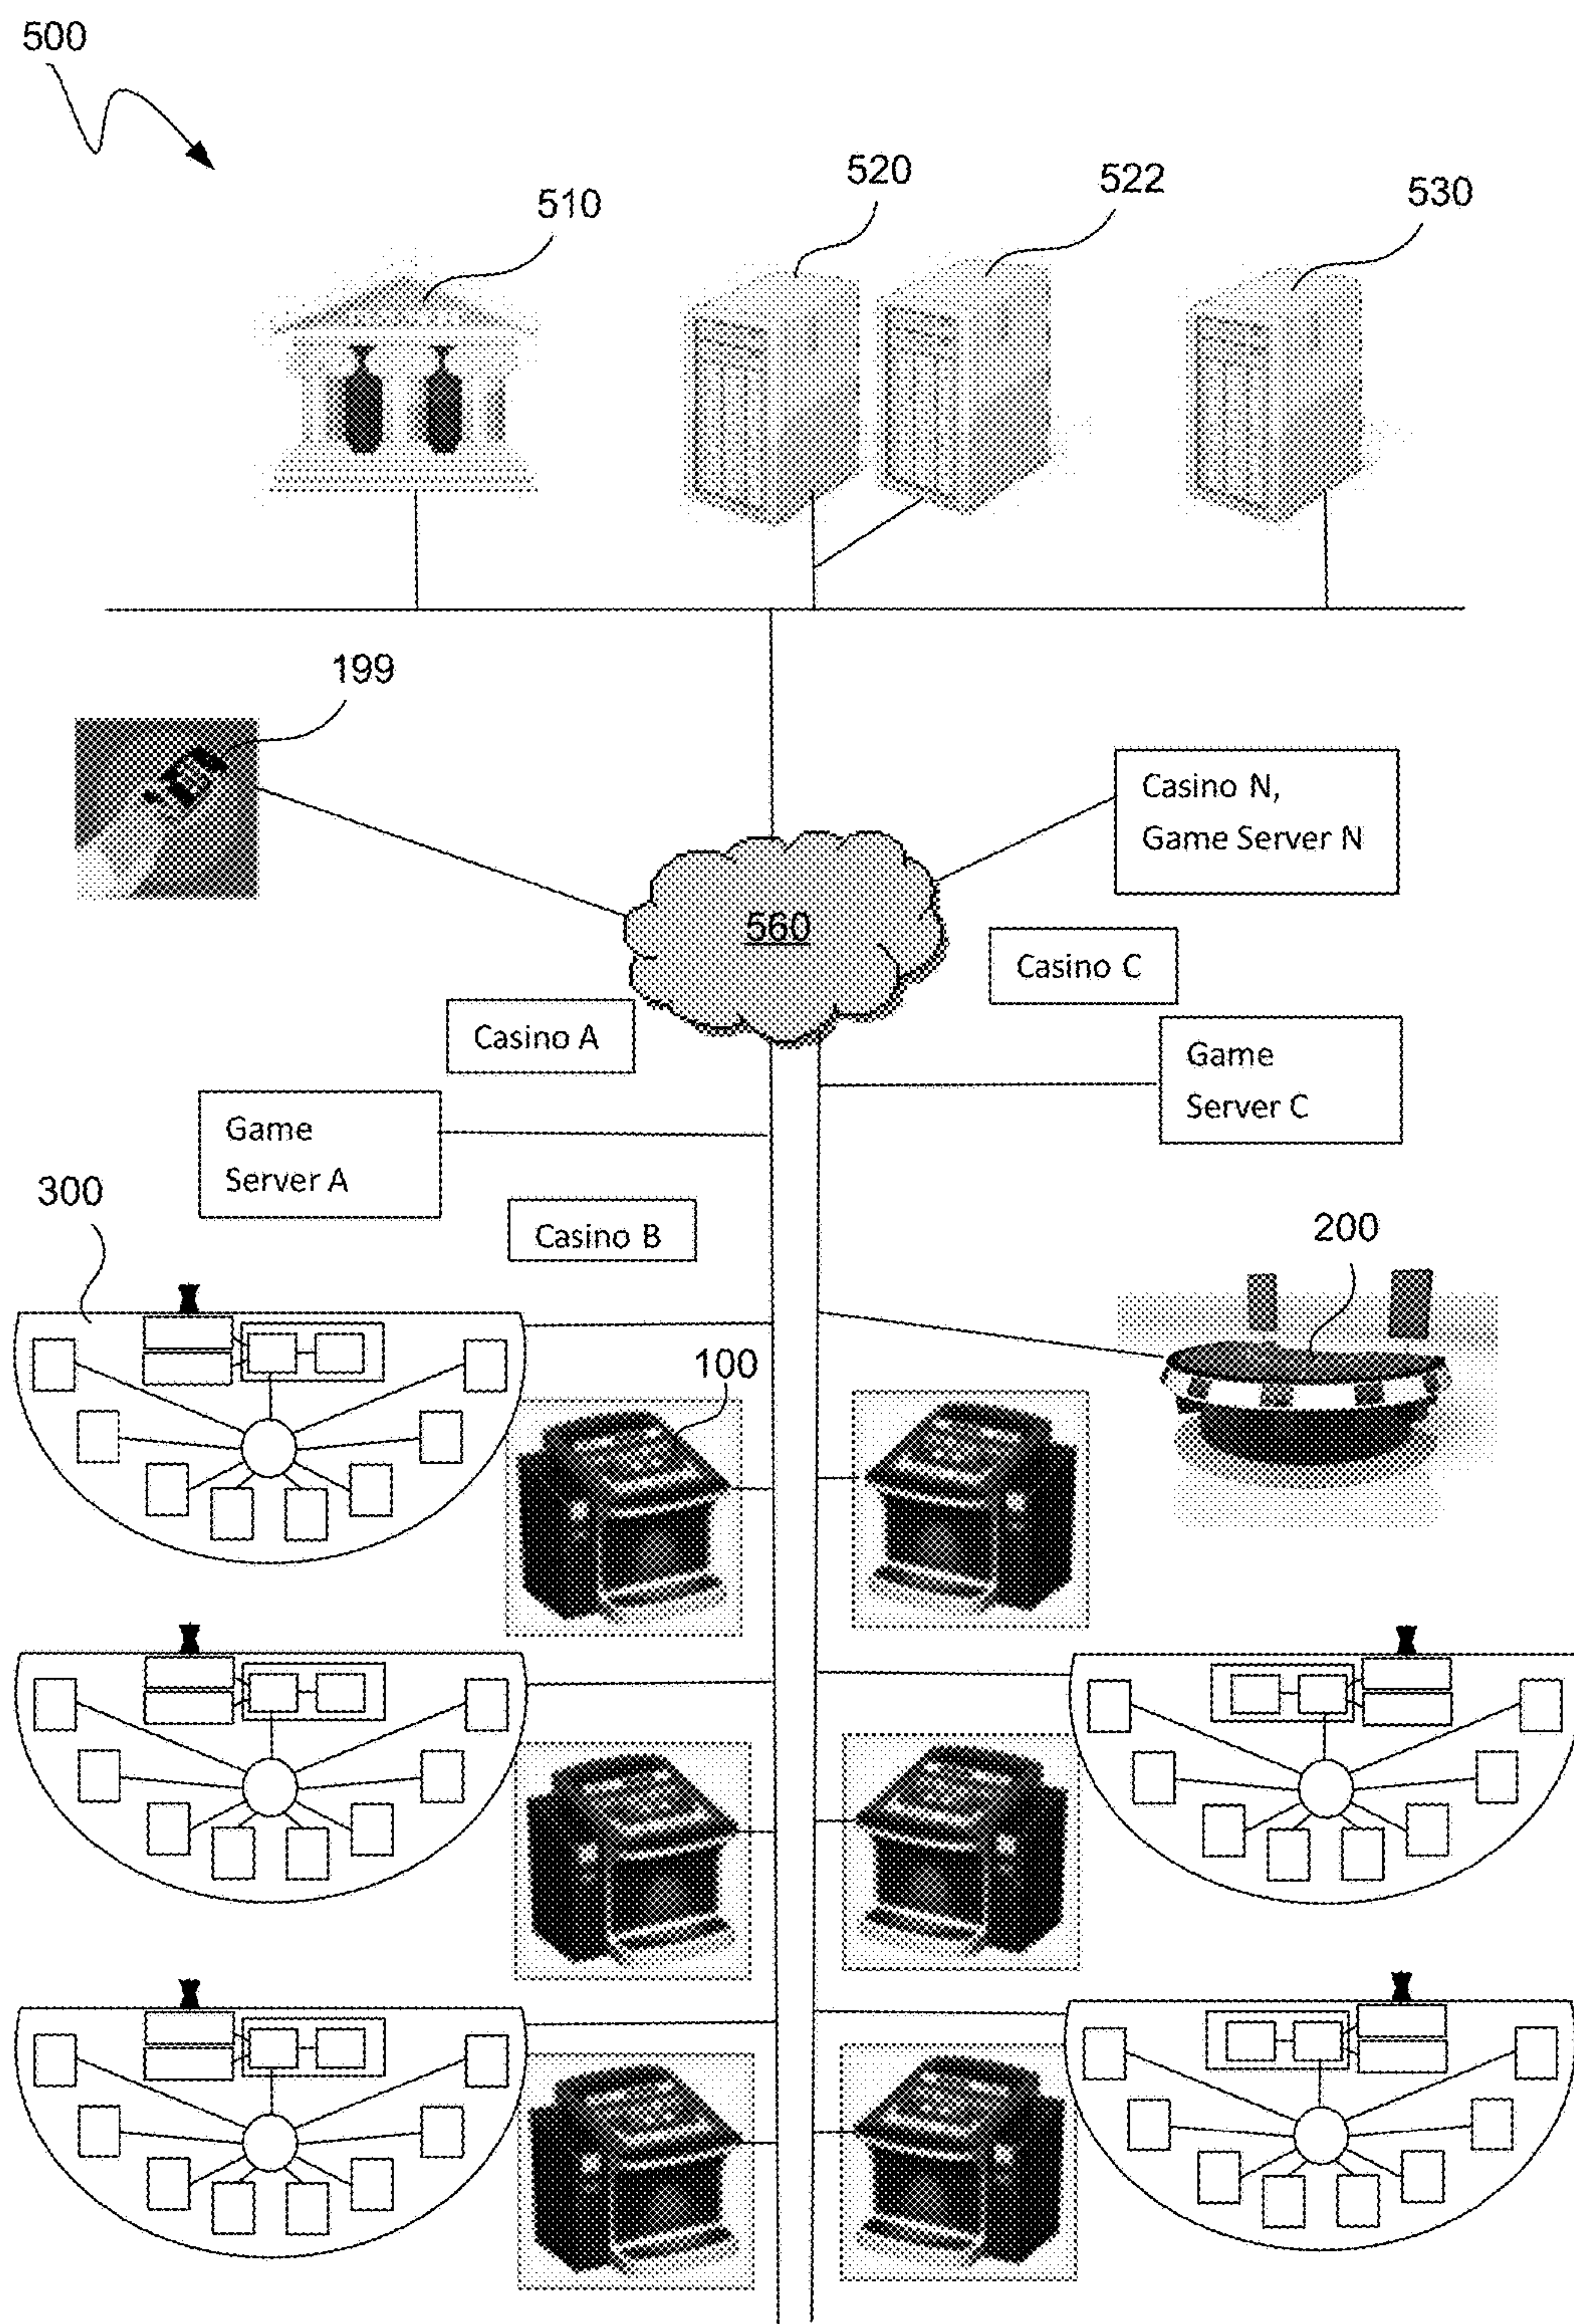 500
510
520
522
530
199
Casino N,
Game Server N
560
Casino C
Casino A
Game
Server C
Game
Server A
300
Casino B
200
100